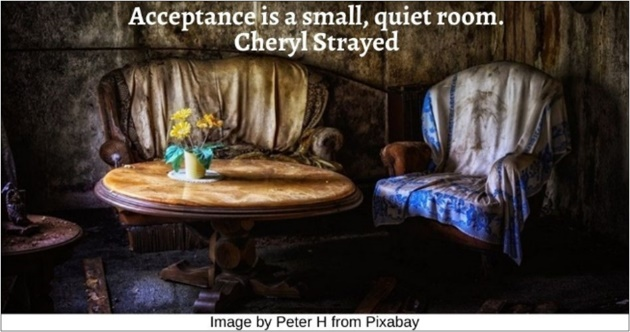 Acceptance is a small, quiet room.
Cheryl Strayed
Image by Peter H from Pixabay